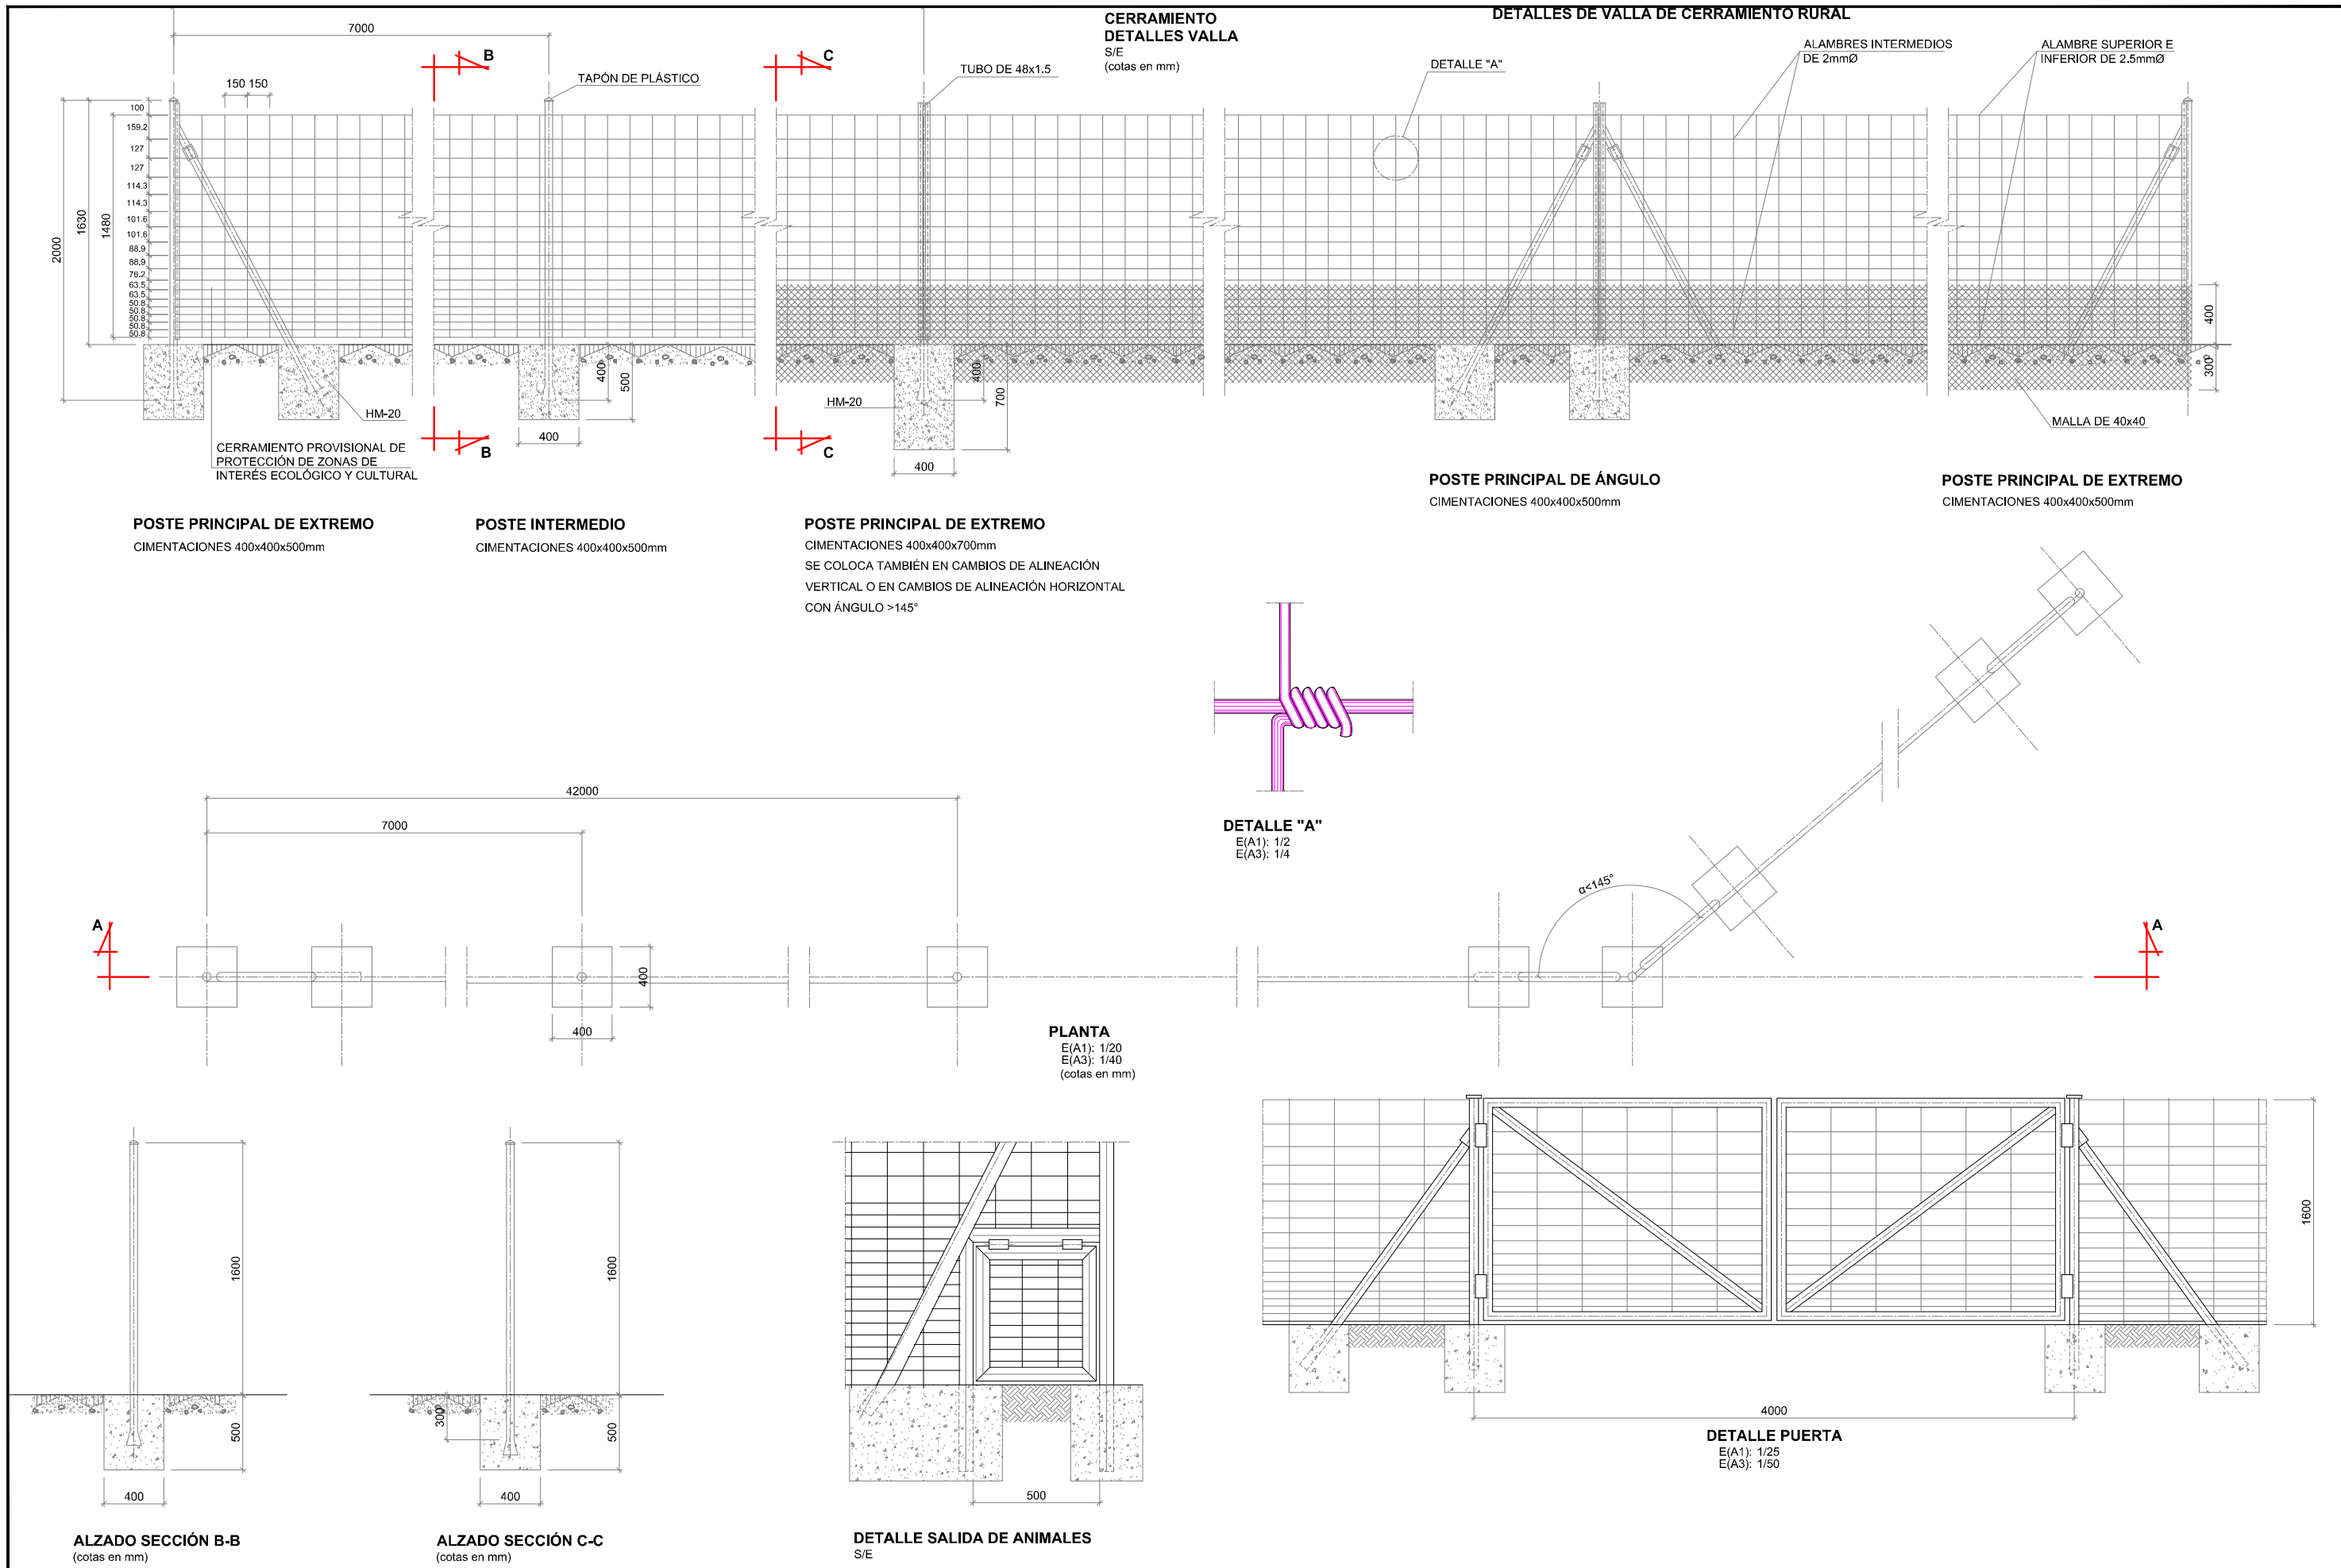 CERRAMIENTO
DETALLES VALLA
S/E
(cotas en mm)
DETALLES DE VALLA DE CERRAMIENTO RURAL
7000
B
C
TAPÓN DE PLÁSTICO
TUBO DE 48x1.5
DETALLE "A"
ALAMBRES INTERMEDIOS
DE 2mmØ
ALAMBRE SUPERIOR E
INFERIOR DE 2.5mmØ
150 150
100
159.2
127
127
114.3
114.3
101.6
101.6
88.9
88.9
76.2
63.5
63.5
50.8
50.8
50.8
50.8
2000
1630
1480
HM-20
CERRAMIENTO PROVISIONAL DE
PROTECCIÓN DE ZONAS DE
INTERÉS ECOLÓGICO Y CULTURAL
400
500
400
B
C
HM-20
400
700
400
400
300
MALLA DE 40x40
POSTE PRINCIPAL DE EXTREMO
CIMENTACIONES 400x400x500mm
POSTE INTERMEDIO
CIMENTACIONES 400x400x500mm
POSTE PRINCIPAL DE EXTREMO
CIMENTACIONES 400x400x700mm
SE COLOCA TAMBIÉN EN CAMBIOS DE ALINEACIÓN
VERTICAL O EN CAMBIOS DE ALINEACIÓN HORIZONTAL
CON ÁNGULO >145°
POSTE PRINCIPAL DE ÁNGULO
CIMENTACIONES 400x400x500mm
POSTE PRINCIPAL DE EXTREMO
CIMENTACIONES 400x400x500mm
DETALLE "A"
E(A1): 1/2
E(A3): 1/4
42000
7000
A
400
400
α<145°
A
PLANTA
E(A1): 1/20
E(A3): 1/40
(cotas en mm)
1600
500
400
ALZADO SECCIÓN B-B
(cotas en mm)
1600
300
500
400
ALZADO SECCIÓN C-C
(cotas en mm)
500
DETALLE SALIDA DE ANIMALES
S/E
1600
4000
DETALLE PUERTA
E(A1): 1/25
E(A3): 1/50